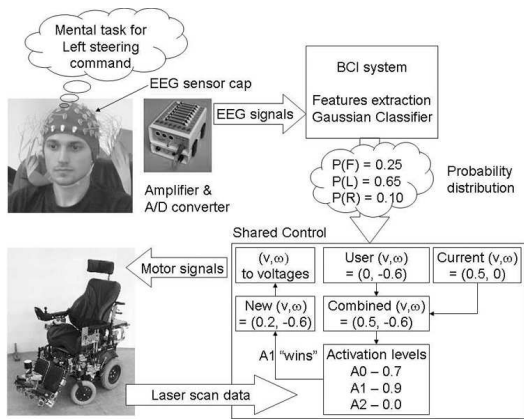 Mental task for
Left steering
command
EEG sensor cap
EEG signals
Amplifier &
A/D converter
BCI system
Features extraction
Gaussian Classifier
P(F) = 0.25
P(L) = 0.65
P(R) = 0.10
Probability
distribution
Shared Control
Motor signals
(v,ω)
to voltages
User (v,ω)
= (0, -0.6)
Current (v,ω)
= (0.5, 0)
New (v,ω)
= (0.2, -0.6)
Combined (v,ω)
= (0.5, -0.6)
A1 "wins"
Activation levels
A0 – 0.7
A1 – 0.9
A2 – 0.0
Laser scan data